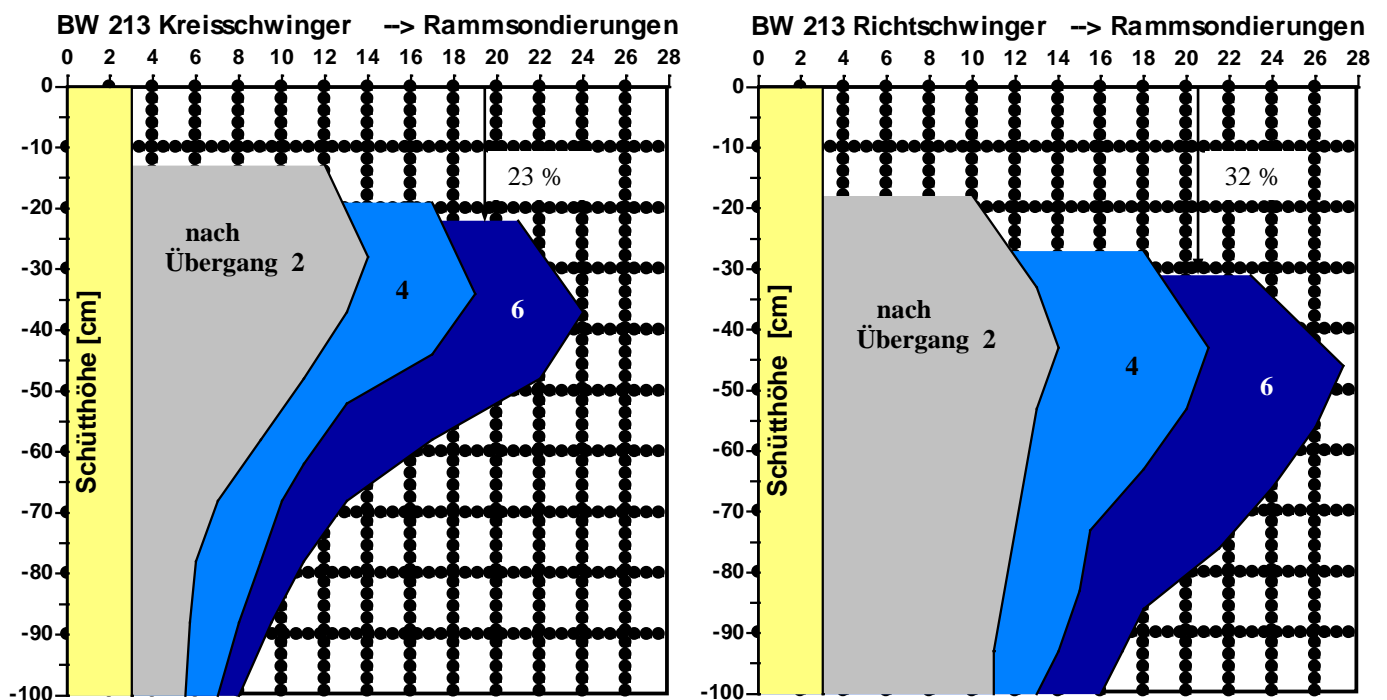 BW 213 Kreisschwinger --> Rammsondierungen
0 2 4 6 8 10 12 14 16 18 20 22 24 26 28
0
-10
-20
-30
-40
-50
-60
-70
-80
-90
-100
Schütthöhe [cm]
23 %
nach
Übergang 2
4
6
BW 213 Richtschwinger --> Rammsondierungen
0 2 4 6 8 10 12 14 16 18 20 22 24 26 28
0
-10
-20
-30
-40
-50
-60
-70
-80
-90
-100
Schütthöhe [cm]
32 %
nach
Übergang 2
4
6